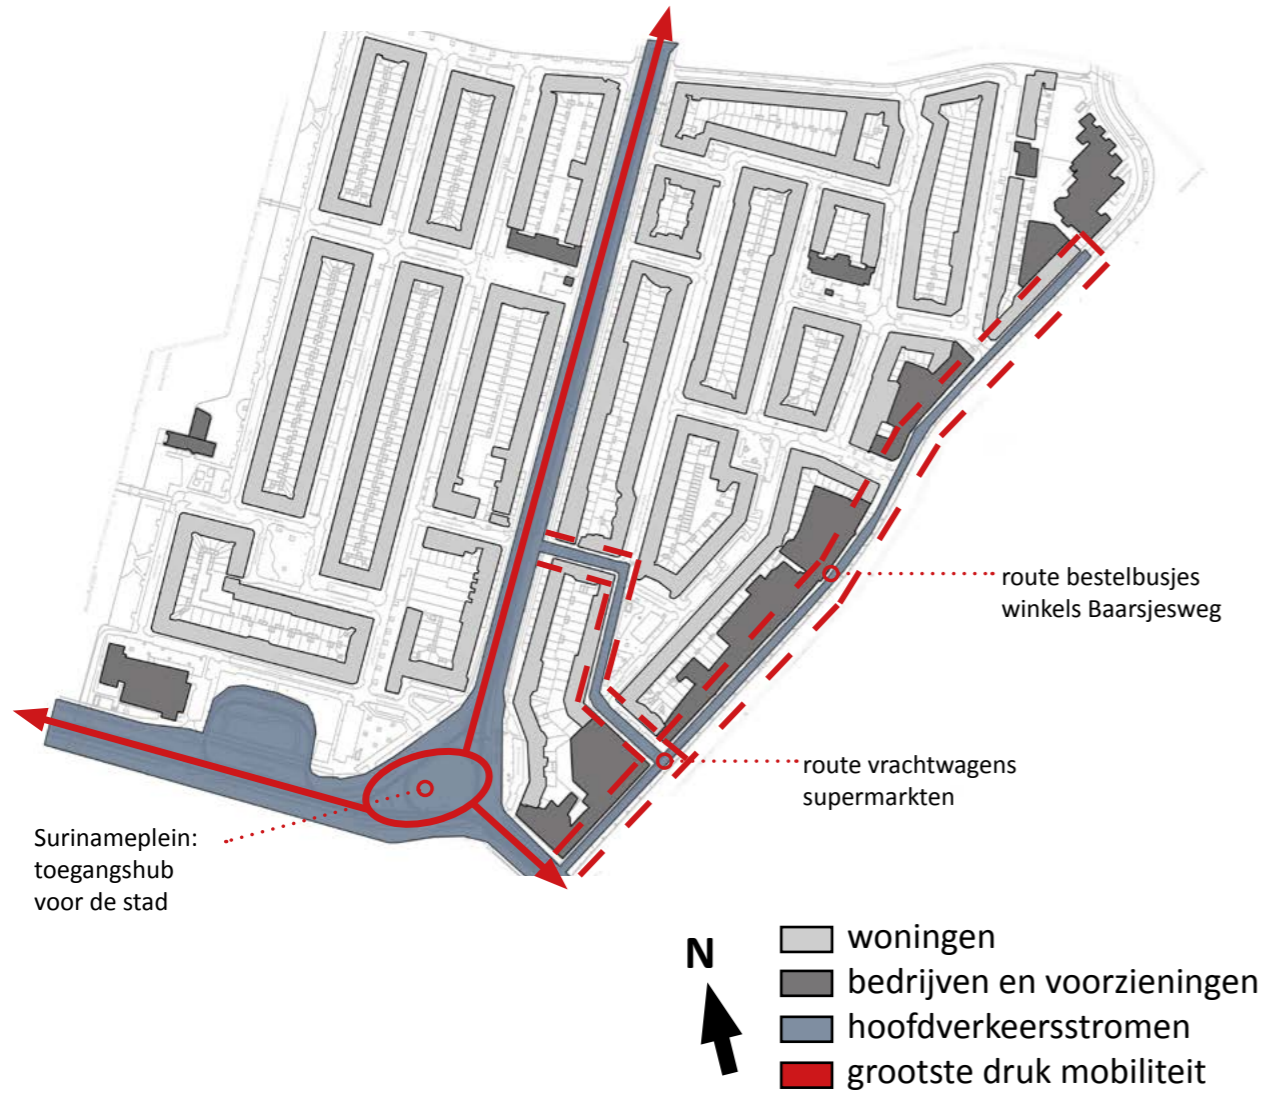 route bestelbusjes
winkels Baarsjesweg
route vrachtwagens
supermarkten
Surinameplein:
toegangshub
voor de stad
N
woningen
bedrijven en voorzieningen
hoofdverkeersstromen
grootste druk mobiliteit